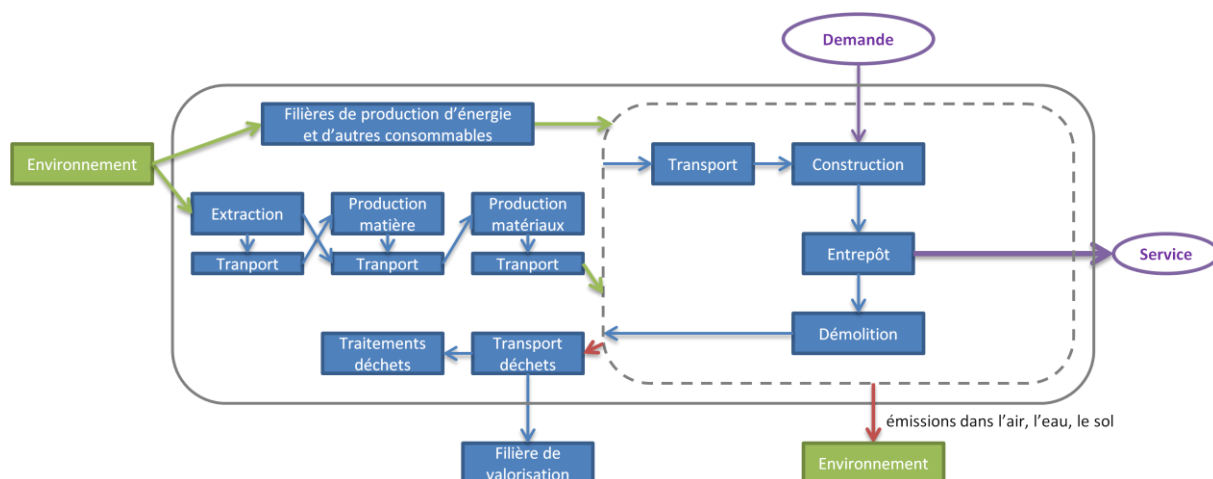 Demande
Filières de production d’énergie
et d’autres consommables
Environnement
Transport
Construction
Extraction
Production
matière
Production
matériaux
Tranport
Tranport
Tranport
Entrepôt
Service
Démolition
Traitements
déchets
Transport
déchets
émissions dans l’air, l’eau, le sol
Filière de
valorisation
Environnement